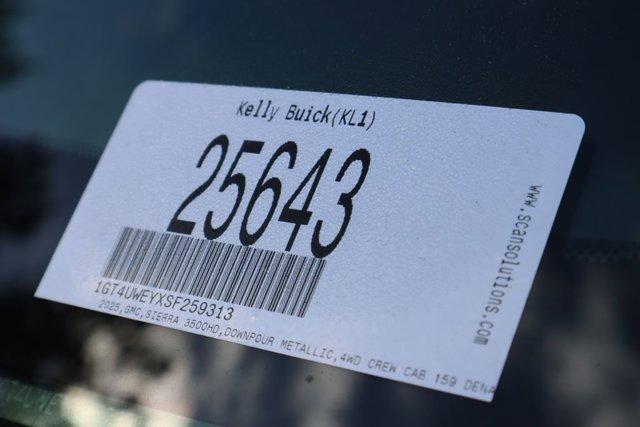 Kelly Buick(KL1)
25643
1GT4UWEYXSF259313
2025,GMC,SIERRA 3500HD,DOWNPOUR METALLIC,4WD CREW CAB 159 DENA
www.scansolutions.com